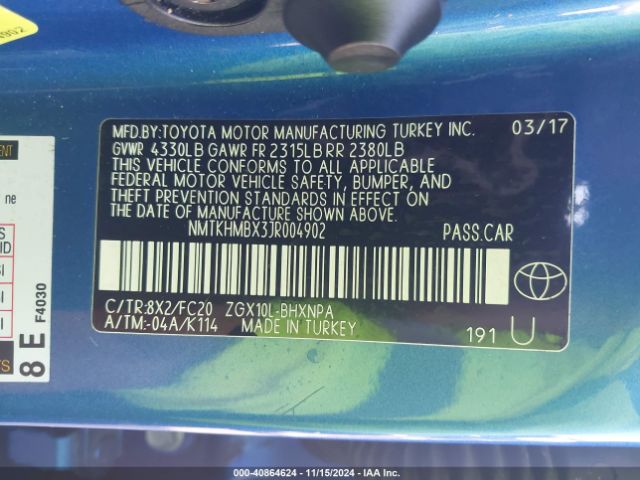 MFD.BY:TOYOTA MOTOR MANUFACTURING TURKEY INC. 03/17
GVWR 4330LB GAWR FR 2315LB RR 2380LB
THIS VEHICLE CONFORMS TO ALL APPLICABLE
FEDERAL MOTOR VEHICLE SAFETY, BUMPER, AND
THEFT PREVENTION STANDARDS IN EFFECT ON
THE DATE OF MANUFACTURE SHOWN ABOVE.
NMTKHMBX3JR004902 PASS.CAR
C/TR:8X2/FC20 ZGX10L-BHXNPA
A/TM:-04A/K114 MADE IN TURKEY 191 U
ne
F4030
8 E
000-40864624 | 11/15/2024 | IAA Inc.